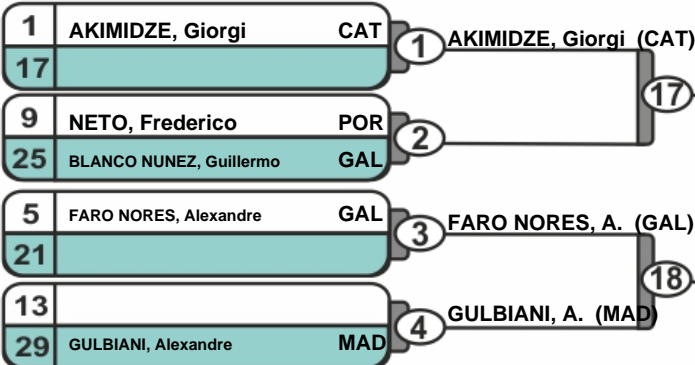 1 AKIMIDZE, Giorgi CAT
17
1 AKIMIDZE, Giorgi (CAT)
17
9 NETO, Frederico POR
25 BLANCO NUNEZ, Guillermo GAL
2
5 FARO NORES, Alexandre GAL
21
3 FARO NORES, A. (GAL)
18
13
29 GULBIANI, Alexandre MAD
4 GULBIANI, A. (MAD)